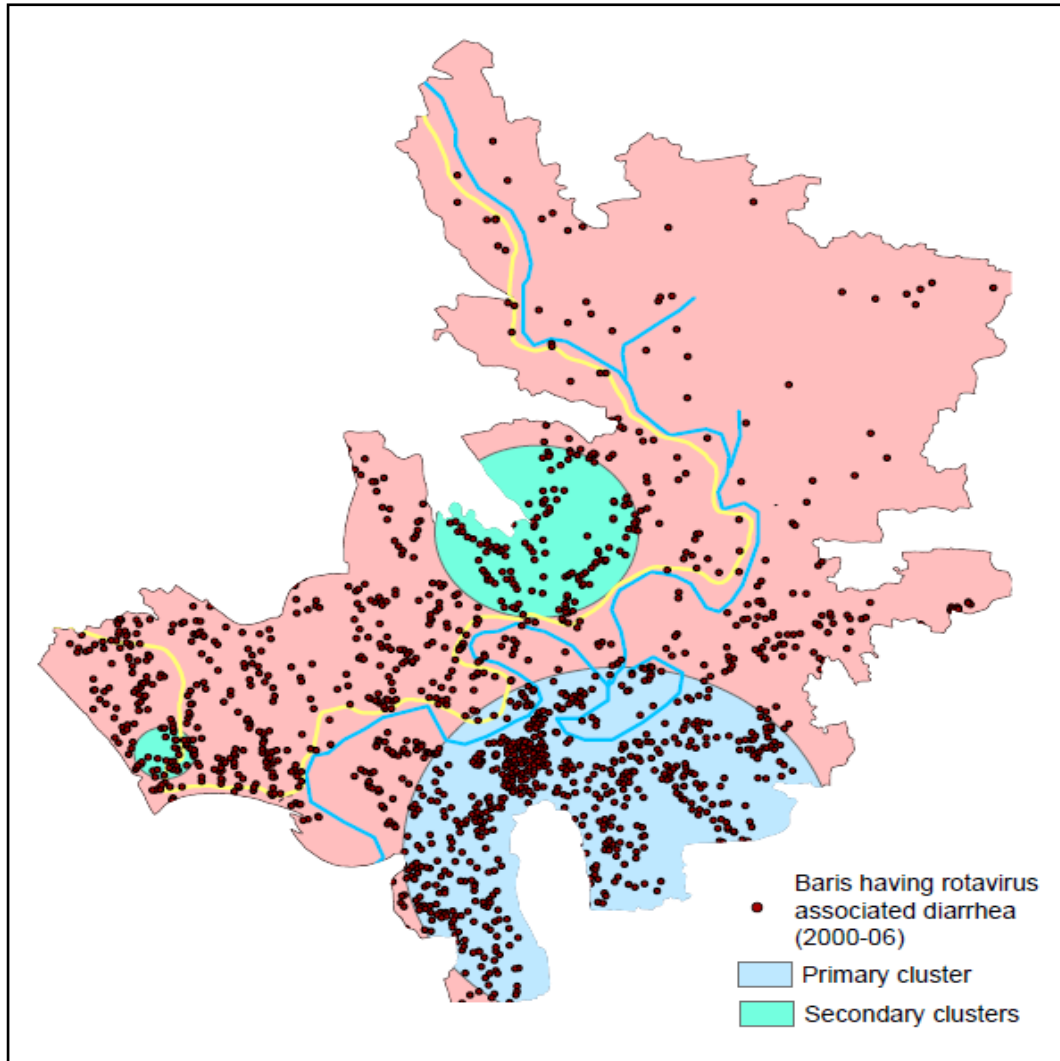 Baris having rotavirus
associated diarrhea
(2000-06)
Primary cluster
Secondary clusters